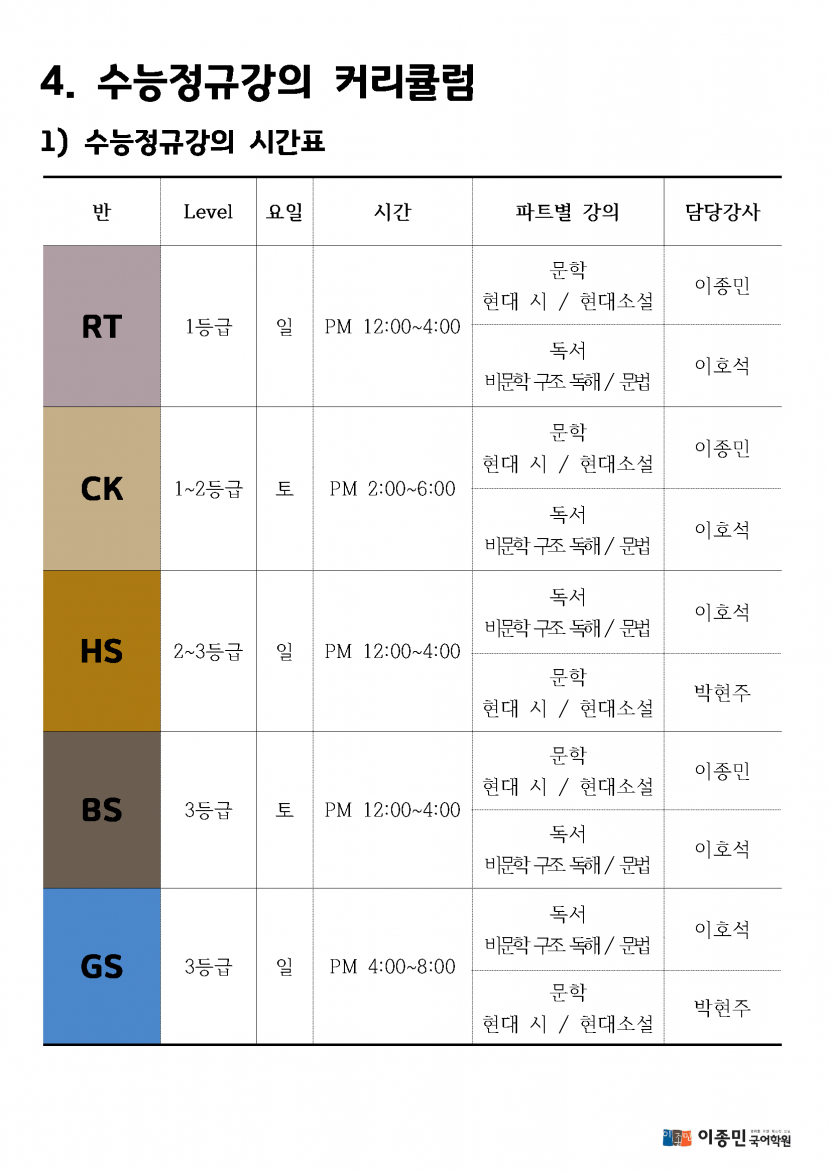 4. 수능정규강의 커리큘럼
1) 수능정규강의 시간표
반 Level 요일 시간 파트별 강의 담당강사
RT 1등급 일 PM 12:00~4:00
문학
현대 시 / 현대소설
이종민
독서
비문학 구조 독해 / 문법
이호석
CK 1~2등급 토 PM 2:00~6:00
문학
현대 시 / 현대소설
이종민
독서
비문학 구조 독해 / 문법
이호석
HS 2~3등급 일 PM 12:00~4:00
독서
비문학 구조 독해 / 문법
이호석
문학
현대 시 / 현대소설
박현주
BS 3등급 토 PM 12:00~4:00
문학
현대 시 / 현대소설
이종민
독서
비문학 구조 독해 / 문법
이호석
GS 3등급 일 PM 4:00~8:00
독서
비문학 구조 독해 / 문법
이호석
문학
현대 시 / 현대소설
박현주
이종민 국어학원